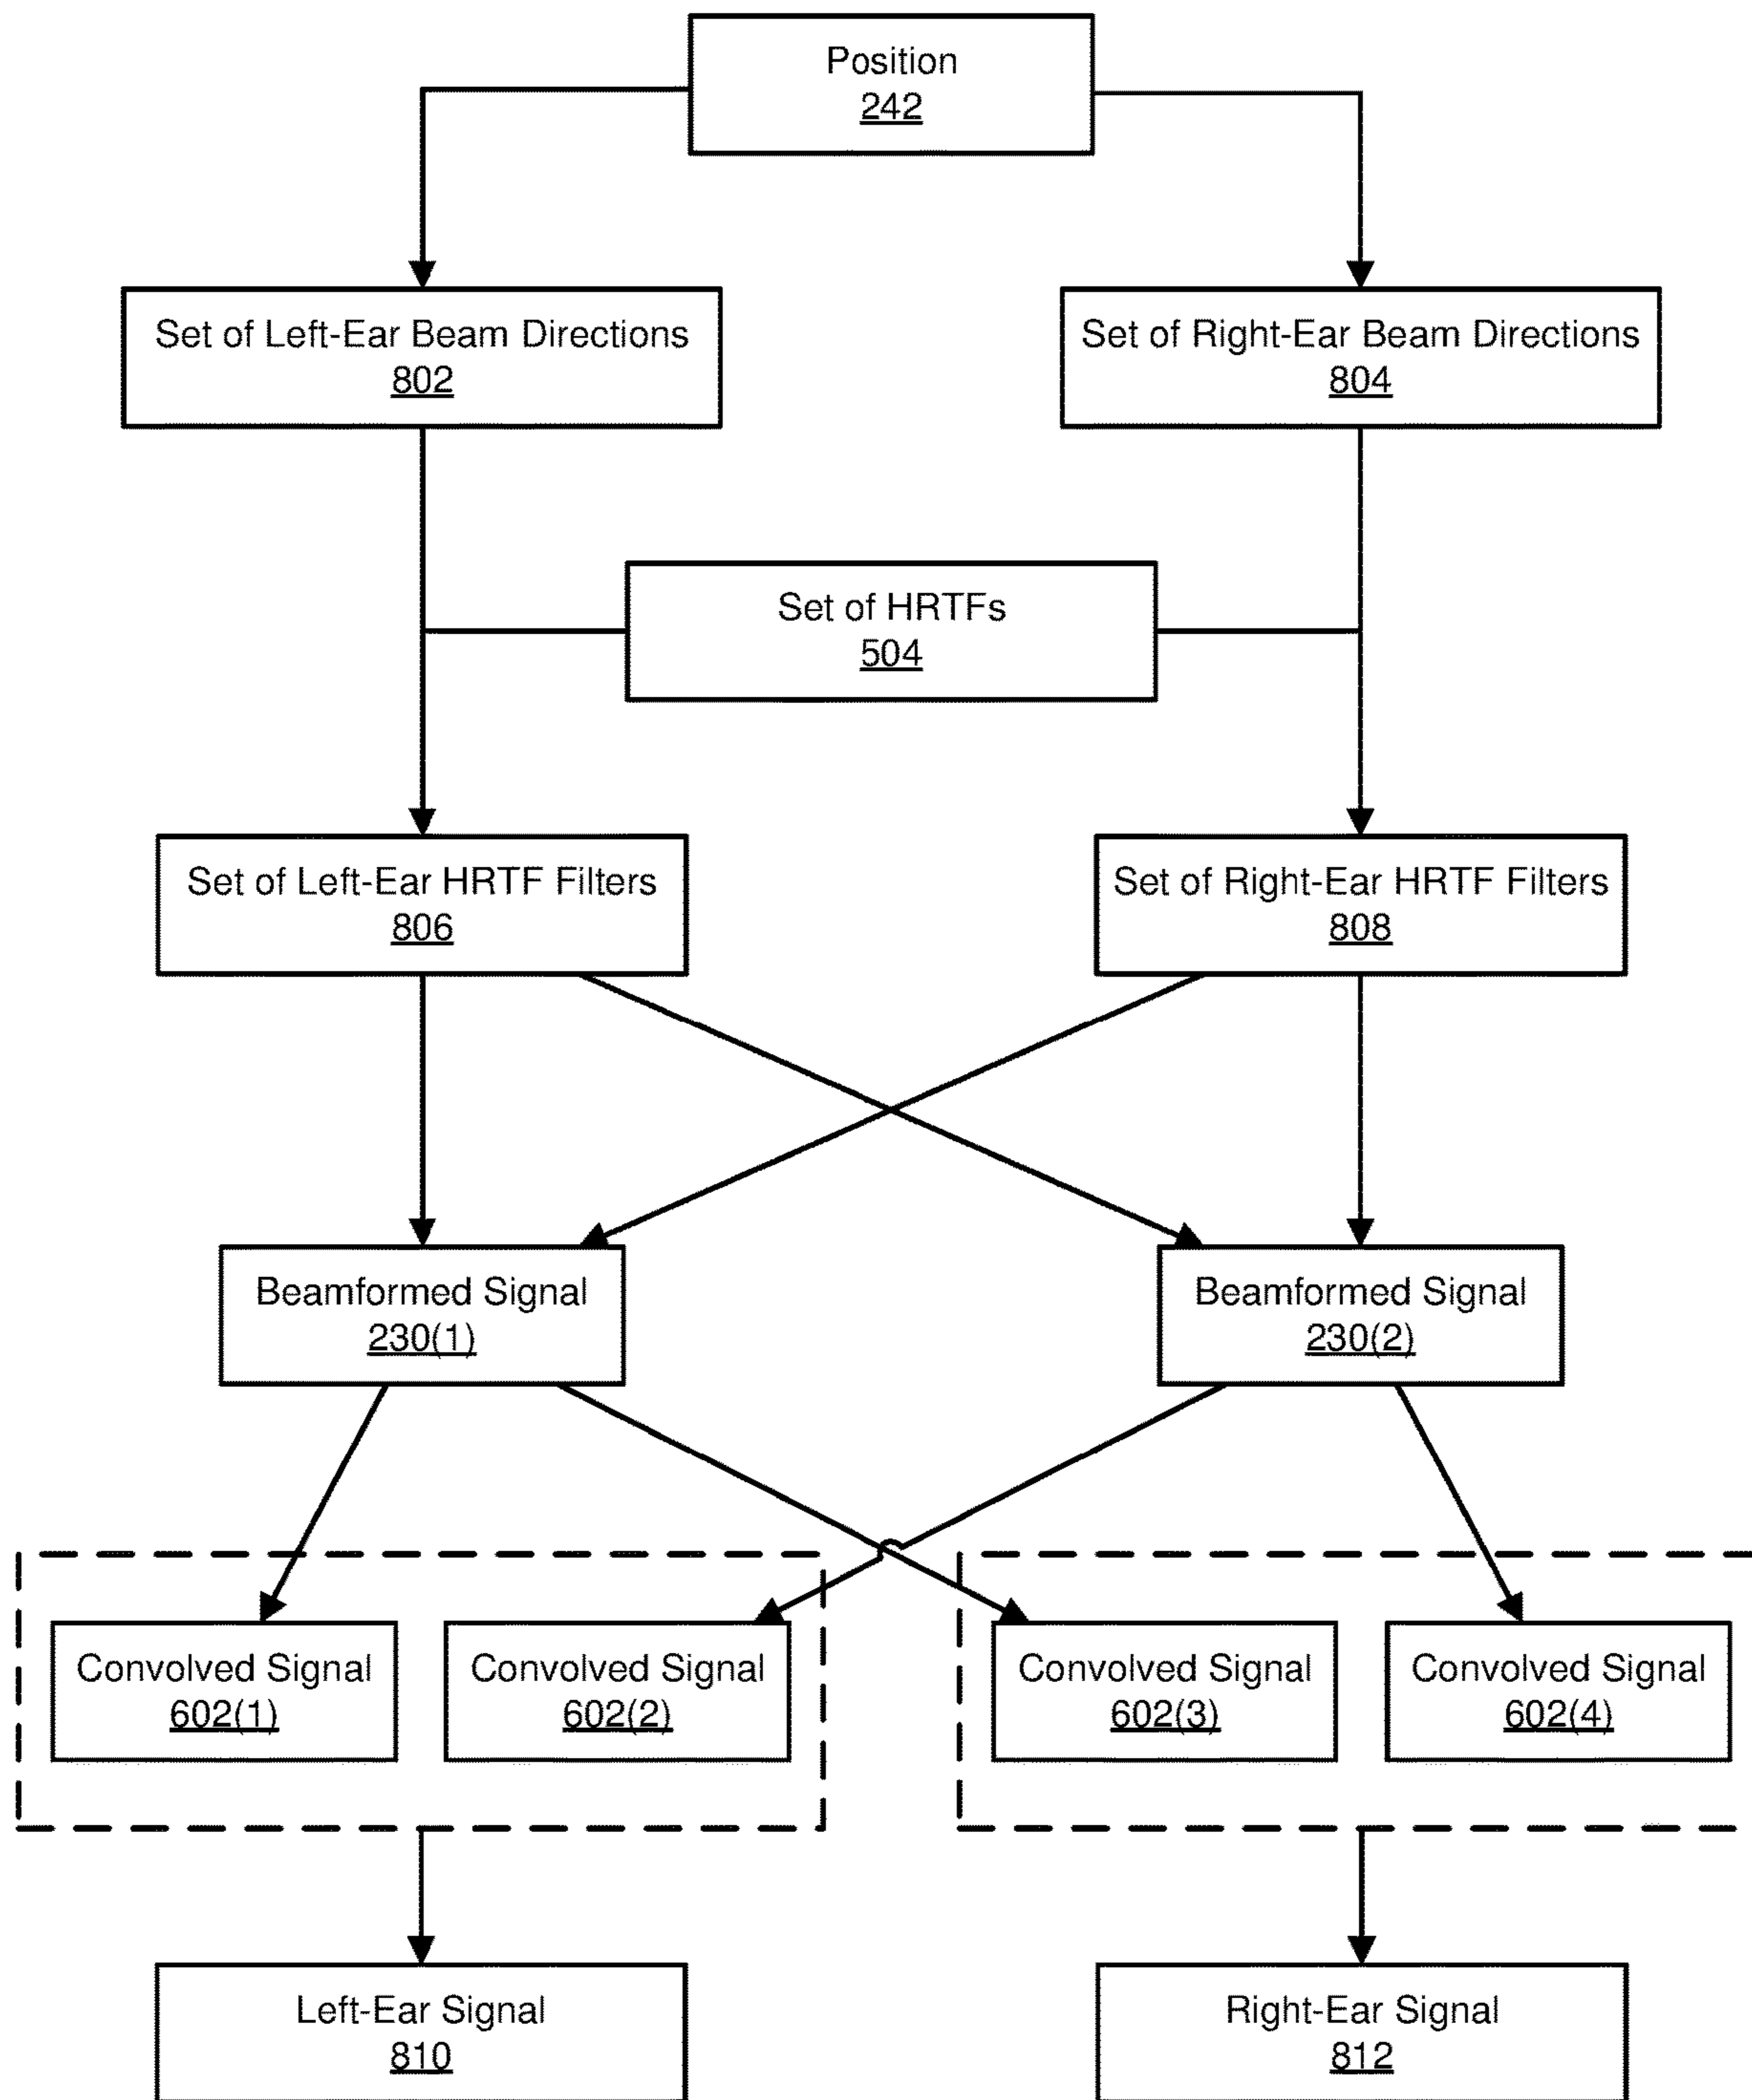 Position
242
Set of Left-Ear Beam Directions
802
Set of Right-Ear Beam Directions
804
Set of HRTFs
504
Set of Left-Ear HRTF Filters
806
Set of Right-Ear HRTF Filters
808
Beamformed Signal
230(1)
Beamformed Signal
230(2)
Convolved Signal
602(1)
Convolved Signal
602(2)
Convolved Signal
602(3)
Convolved Signal
602(4)
Left-Ear Signal
810
Right-Ear Signal
812